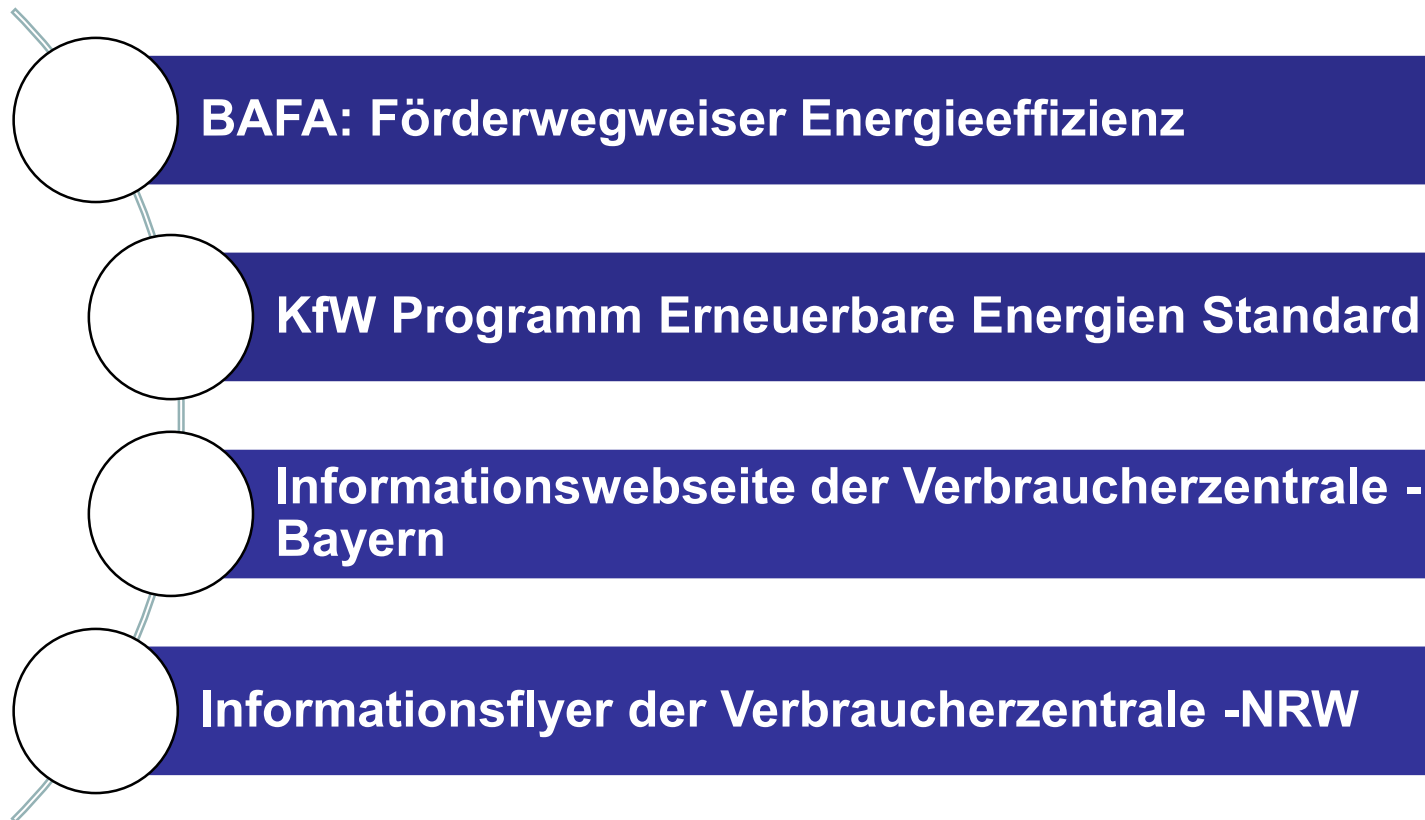 BAFA: Förderwegweiser Energieeffizienz
KfW Programm Erneuerbare Energien Standard
Informationswebseite der Verbraucherzentrale -
Bayern
Informationsflyer der Verbraucherzentrale -NRW